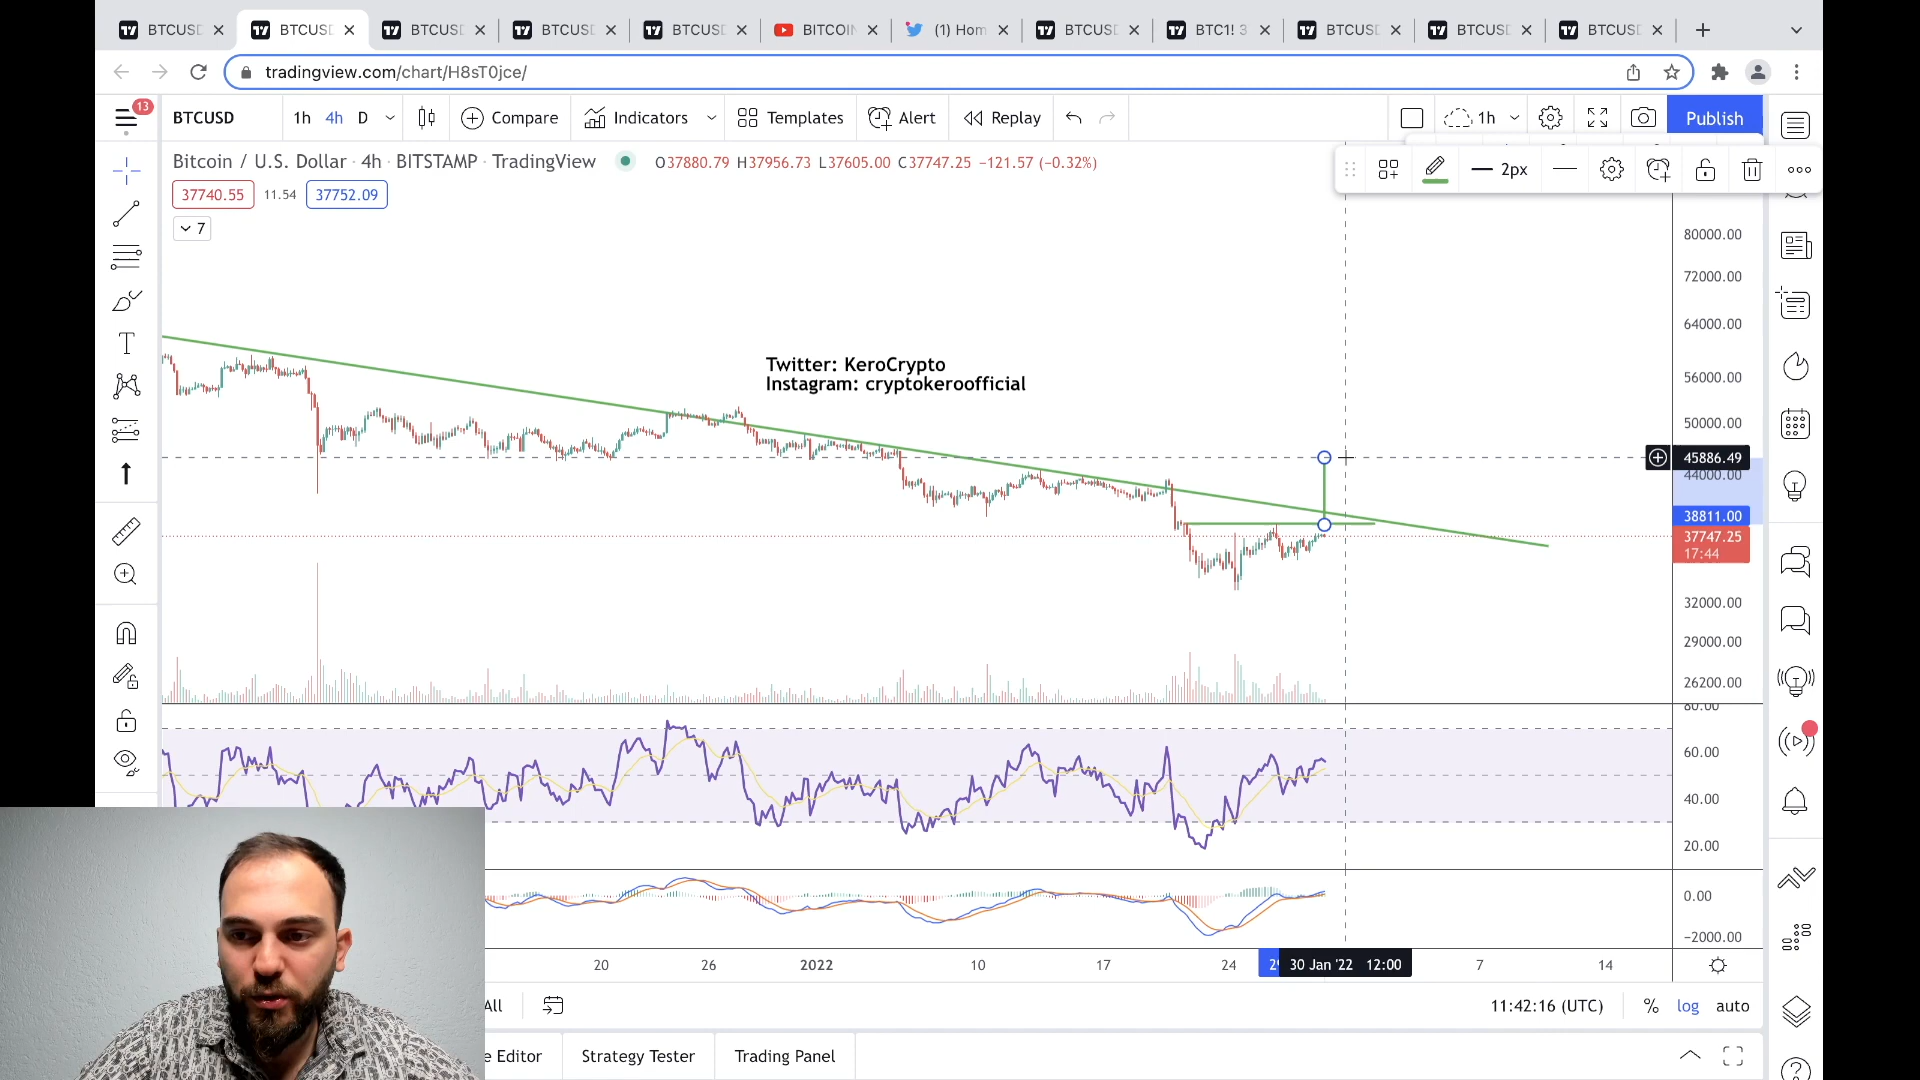 BTCUSD BTCUSD BTCUSD BTCUSD BTCUSD BITCOIN (1) Hom BTCUSD BTC1! 3 BTCUSD BTCUSD BTCUSD
tradingview.com/chart/H8sT0jce/
13
BTCUSD 1h 4h D Compare Indicators Templates Alert Replay 1h Publish
Bitcoin / U.S. Dollar · 4h · BITSTAMP · TradingView O37880.79 H37956.73 L37605.00 C37747.25 −121.57 (−0.32%)
2px
37740.55 11.54 37752.09
7
80000.00
72000.00
64000.00
Twitter: KeroCrypto
Instagram: cryptokeroofficial
56000.00
50000.00
45886.49
44000.00
38811.00
37747.25
17:44
32000.00
29000.00
26200.00
80.00
60.00
40.00
20.00
0.00
−2000.00
20 26 2022 10 17 24 30 Jan '22 12:00 7 14
All 11:42:16 (UTC) % log auto
e Editor Strategy Tester Trading Panel